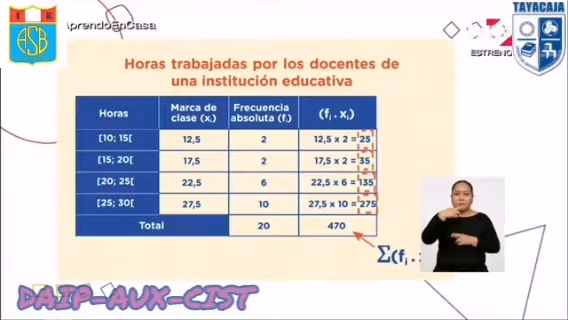 TAYACAJA
AprendoEnCasa
ASB
I E
ESTRENO
Horas trabajadas por los docentes de
una institución educativa
Horas Marca de clase (xi) Frecuencia absoluta (fi) (fi . xi)
[10; 15[ 12,5 2 12,5 x 2 = 25
[15; 20[ 17,5 2 17,5 x 2 = 35
[20; 25[ 22,5 6 22,5 x 6 = 135
[25; 30[ 27,5 10 27,5 x 10 = 275
Total 20 470
Σ(fi .
DAIP-AUX-CIST